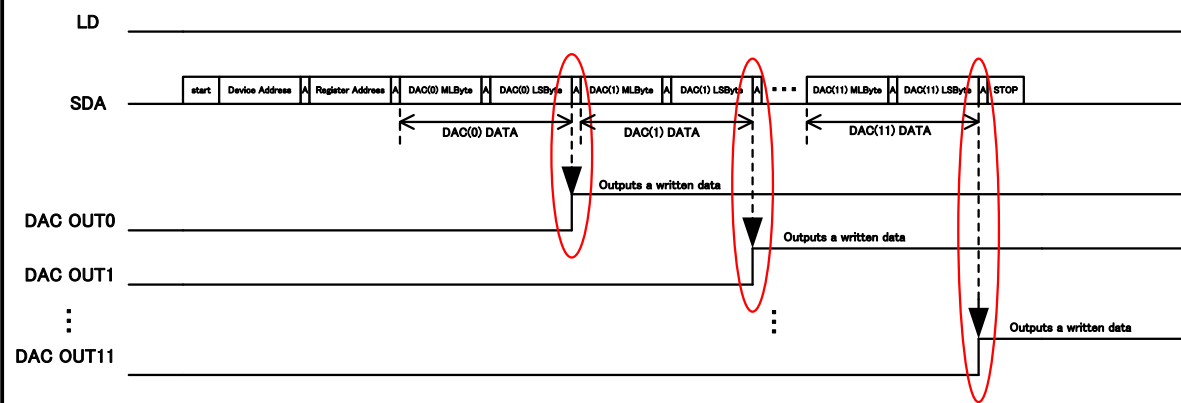 LD
SDA
start Device Address A Register Address A DAC(0) MLByte A DAC(0) LSByte A DAC(1) MLByte A DAC(1) LSByte A ··· DAC(11) MLByte A DAC(11) LSByte A STOP
DAC(0) DATA DAC(1) DATA DAC(11) DATA
Outputs a written data
DAC OUT0
Outputs a written data
DAC OUT1
Outputs a written data
DAC OUT11